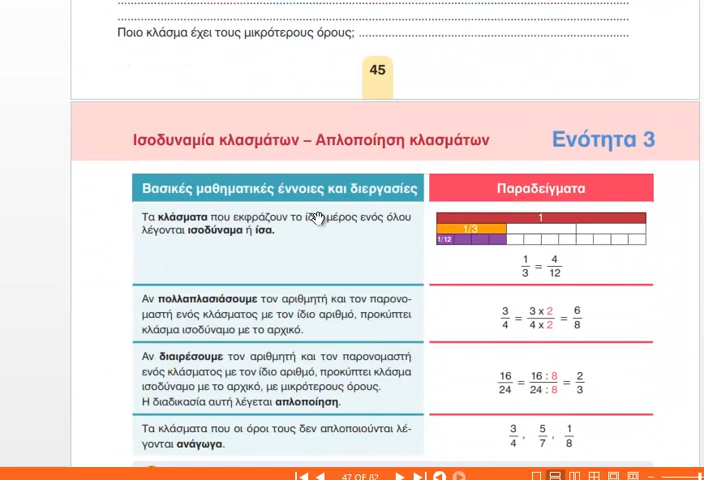 Ποιο κλάσμα έχει τους μικρότερους όρους;
45
Ισοδυναμία κλασμάτων – Απλοποίηση κλασμάτων
Ενότητα 3
Βασικές μαθηματικές έννοιες και διεργασίες
Παραδείγματα
Τα κλάσματα που εκφράζουν το ίδιο μέρος ενός όλου
λέγονται ισοδύναμα ή ίσα.
1
1/3
1/12
1/3 = 4/12
Αν πολλαπλασιάσουμε τον αριθμητή και τον παρονο-
μαστή ενός κλάσματος με τον ίδιο αριθμό, προκύπτει
κλάσμα ισοδύναμο με το αρχικό.
3/4 = 3 x 2/4 x 2 = 6/8
Αν διαιρέσουμε τον αριθμητή και τον παρονομαστή
ενός κλάσματος με τον ίδιο αριθμό, προκύπτει κλάσμα
ισοδύναμο με το αρχικό, με μικρότερους όρους.
Η διαδικασία αυτή λέγεται απλοποίηση.
16/24 = 16 : 8/24 : 8 = 2/3
Τα κλάσματα που οι όροι τους δεν απλοποιούνται λέ-
γονται ανάγωγα.
3/4 , 5/7 , 1/8
47 OF 82